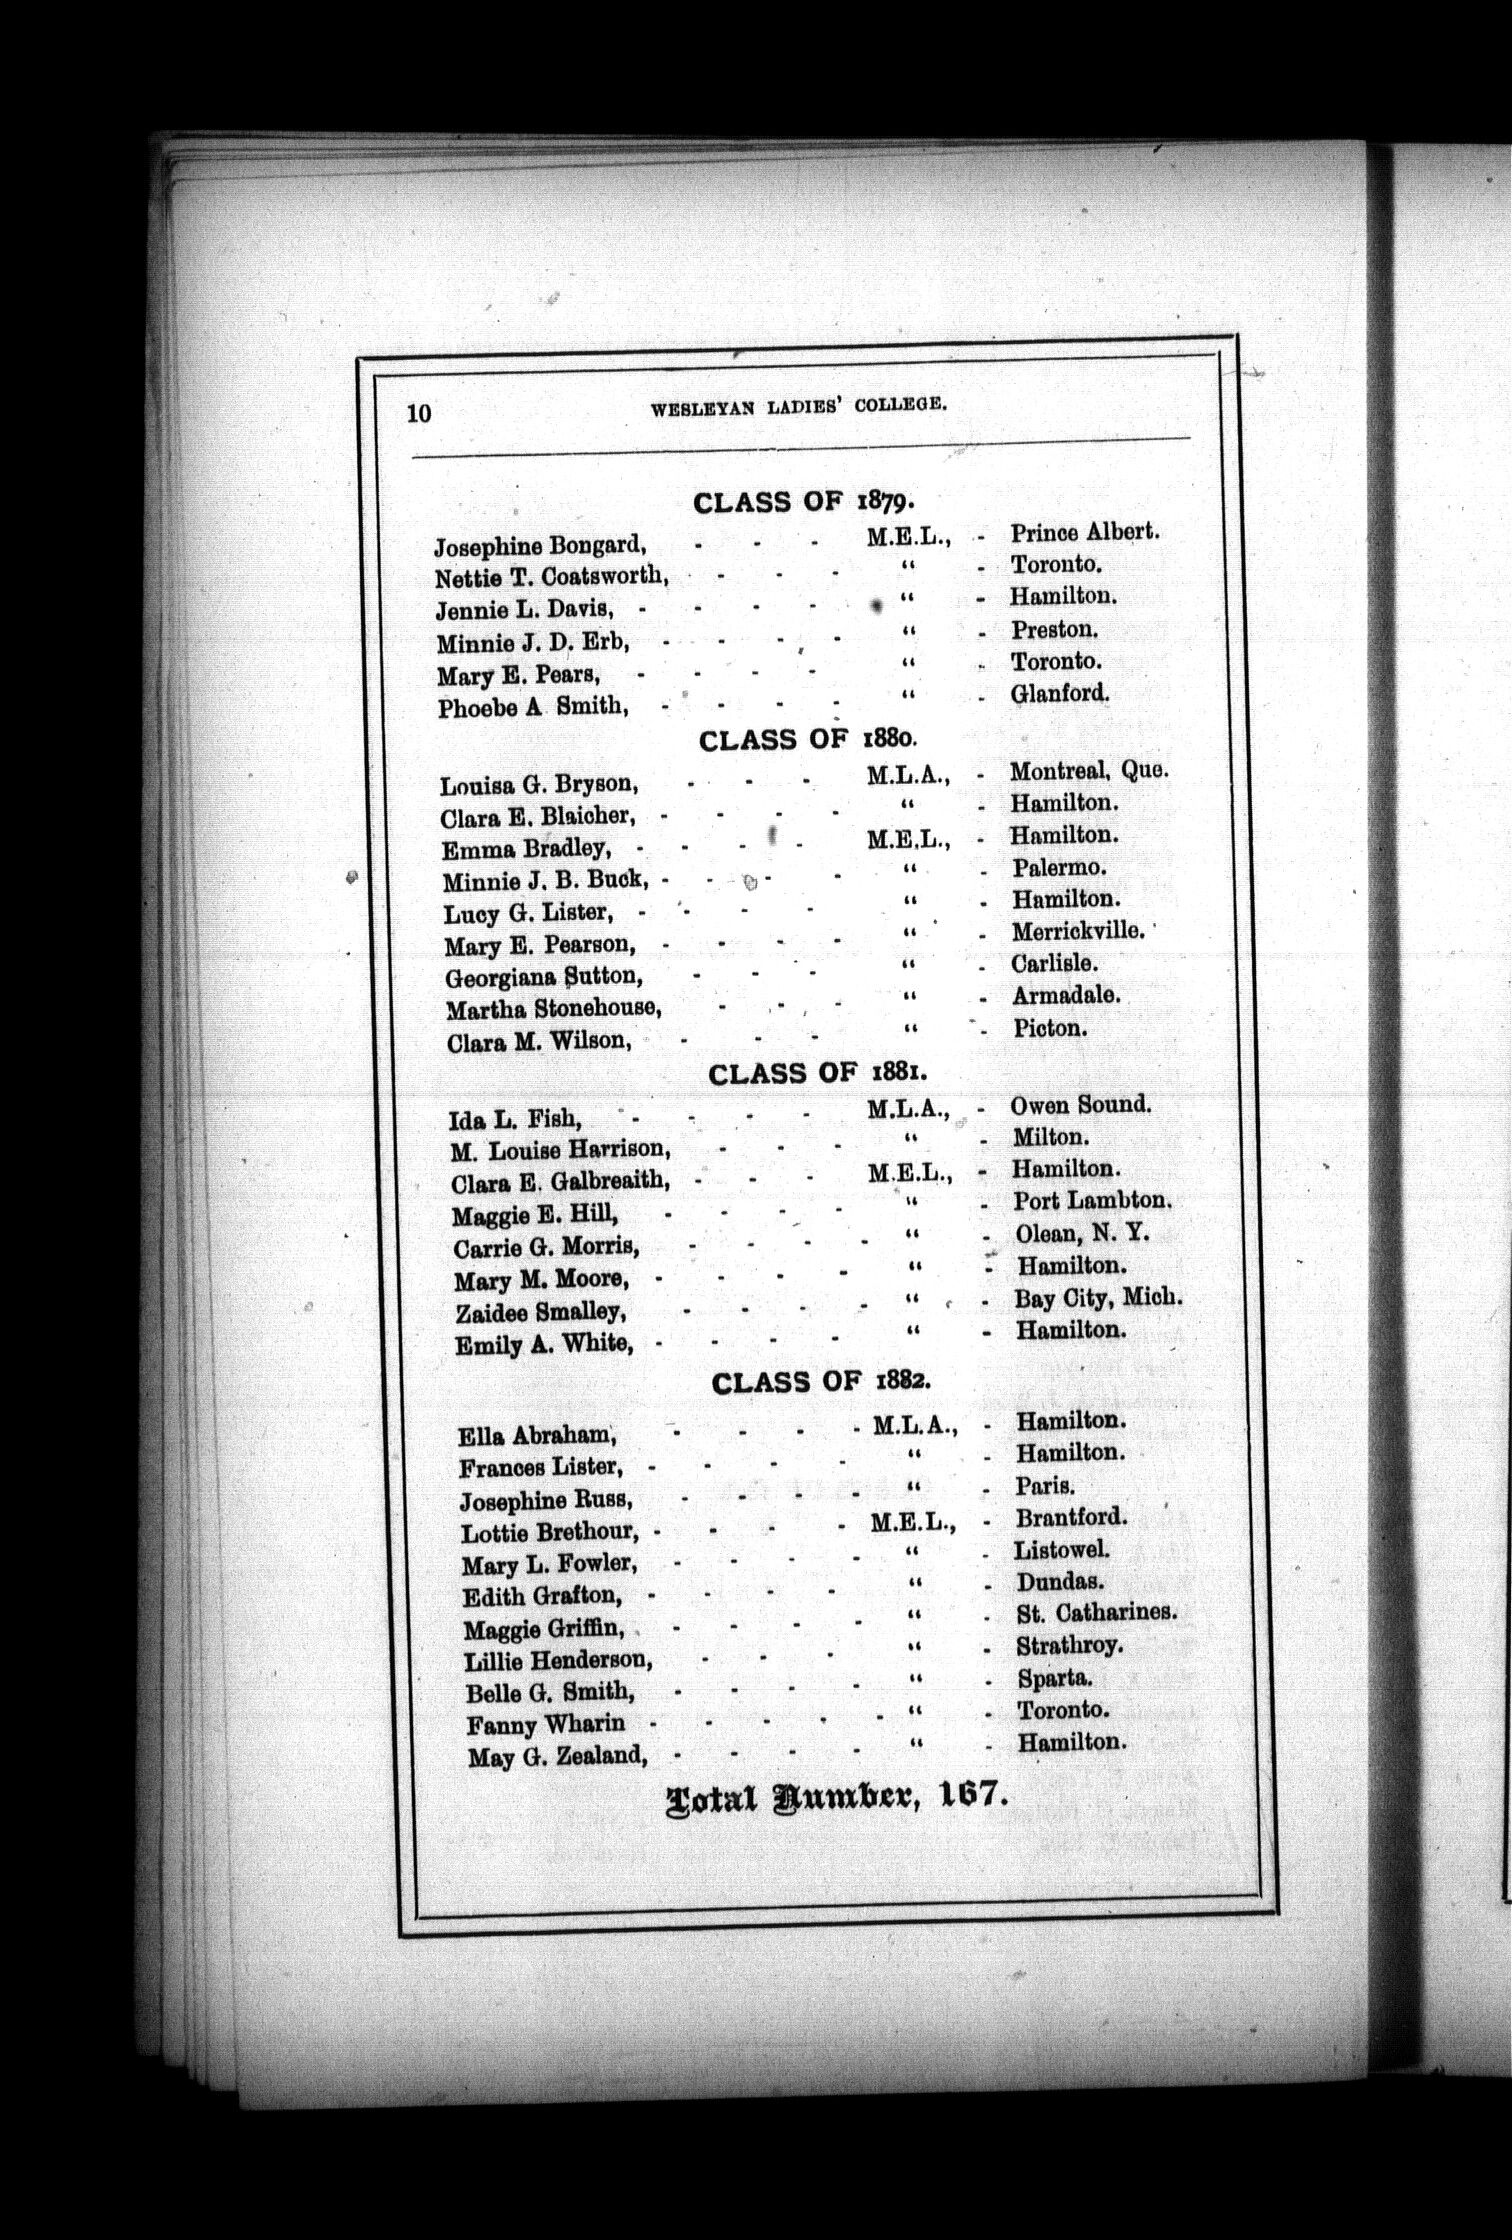 10 WESLEYAN LADIES' COLLEGE.
CLASS OF 1879.
Josephine Bongard, - - - M.E.L., - Prince Albert.
Nettie T. Coatsworth, - - - “ - Toronto.
Jennie L. Davis, - - - - “ - Hamilton.
Minnie J. D. Erb, - - - - “ - Preston.
Mary E. Pears, - - - - “ - Toronto.
Phoebe A Smith, - - - - “ - Glanford.
CLASS OF 1880.
Louisa G. Bryson, - - - M.L.A., - Montreal, Que.
Clara E. Blaicher, - - - - “ - Hamilton.
Emma Bradley, - - - - M.E.L., - Hamilton.
Minnie J. B. Buck, - - - - “ - Palermo.
Lucy G. Lister, - - - - “ - Hamilton.
Mary E. Pearson, - - - - “ - Merrickville.
Georgiana Sutton, - - - “ - Carlisle.
Martha Stonehouse, - - - “ - Armadale.
Clara M. Wilson, - - - “ - Picton.
CLASS OF 1881.
Ida L. Fish, - - - - M.L.A., - Owen Sound.
M. Louise Harrison, - - - “ - Milton.
Clara E. Galbreaith, - - - M.E.L., - Hamilton.
Maggie E. Hill, - - - - “ - Port Lambton.
Carrie G. Morris, - - - - “ - Olean, N. Y.
Mary M. Moore, - - - - “ - Hamilton.
Zaidee Smalley, - - - - “ - Bay City, Mich.
Emily A. White, - - - - “ - Hamilton.
CLASS OF 1882.
Ella Abraham, - - - - M.L.A., - Hamilton.
Frances Lister, - - - - “ - Hamilton.
Josephine Russ, - - - - “ - Paris.
Lottie Brethour, - - - - M.E.L., - Brantford.
Mary L. Fowler, - - - - “ - Listowel.
Edith Grafton, - - - - “ - Dundas.
Maggie Griffin, - - - - “ - St. Catharines.
Lillie Henderson, - - - “ - Strathroy.
Belle G. Smith, - - - - “ - Sparta.
Fanny Wharin - - - - - “ - Toronto.
May G. Zealand, - - - - “ - Hamilton.
Total Number, 167.